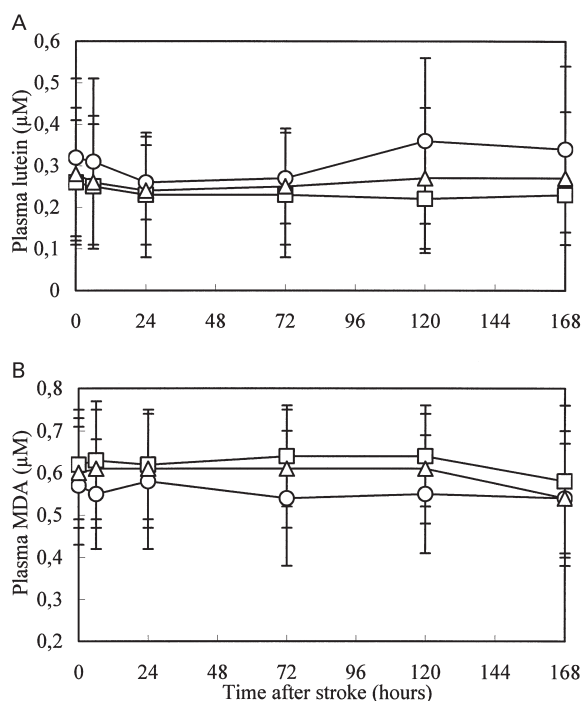 A
Plasma lutein (µM)
0,6
0,5
0,4
0,3
0,2
0,1
0
0 24 48 72 96 120 144 168
B
Plasma MDA (µM)
0,8
0,7
0,6
0,5
0,4
0,3
0,2
0 24 48 72 96 120 144 168
Time after stroke (hours)